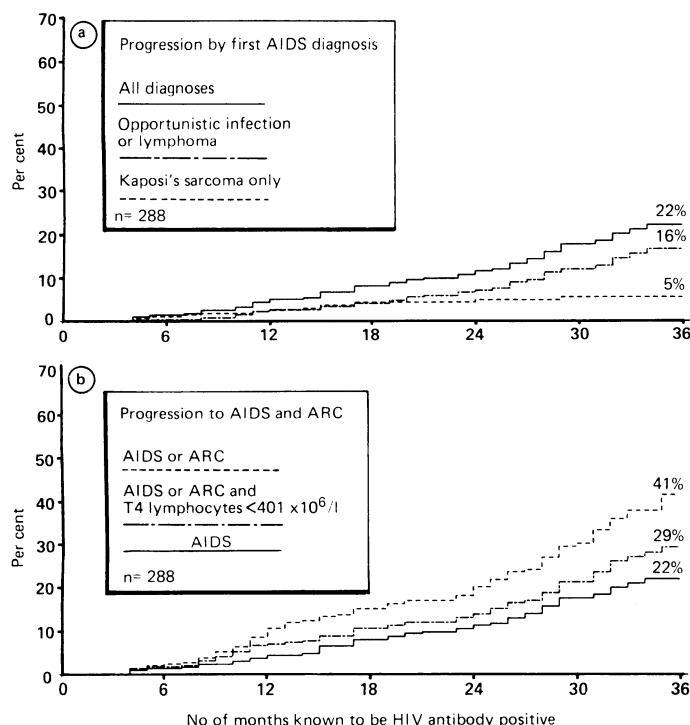 70
a
60
50
40
30
20
10
0
Per cent
Progression by first AIDS diagnosis
All diagnoses
Opportunistic infection
or lymphoma
Kaposi's sarcoma only
n= 288
22%
16%
5%
0 6 12 18 24 30 36
70
b
60
50
40
30
20
10
0
Per cent
Progression to AIDS and ARC
AIDS or ARC
AIDS or ARC and
T4 lymphocytes <401 x10⁶/l
AIDS
n= 288
41%
29%
22%
0 6 12 18 24 30 36
No of months known to be HIV antibody positive